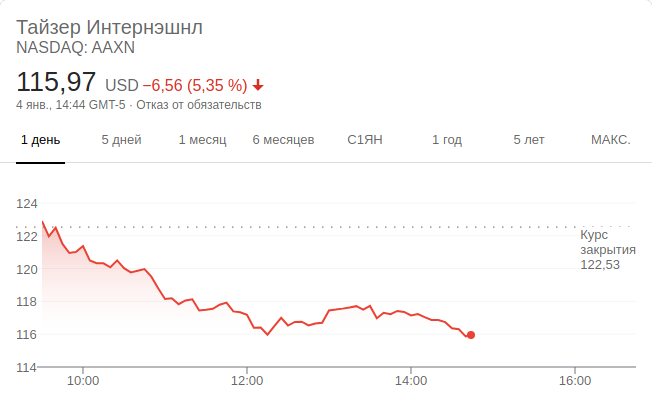 Тайзер Интернэшнл
NASDAQ: AAXN
115,97 USD −6,56 (5,35 %)
4 янв., 14:44 GMT-5 · Отказ от обязательств
1 день 5 дней 1 месяц 6 месяцев С1ЯН 1 год 5 лет МАКС.
124
122
120
118
116
114
Курс
закрытия
122,53
10:00 12:00 14:00 16:00